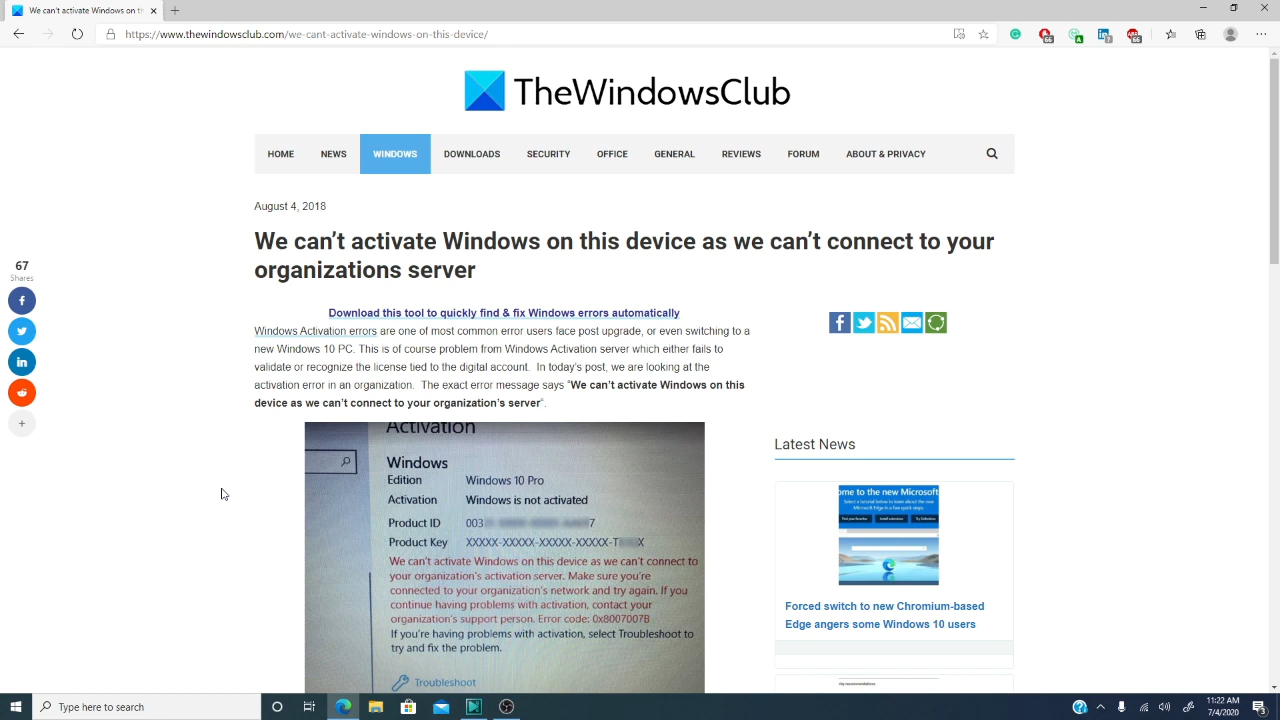 We can't activate Windows on this
https://www.thewindowsclub.com/we-cant-activate-windows-on-this-device/
TheWindowsClub
HOME NEWS WINDOWS DOWNLOADS SECURITY OFFICE GENERAL REVIEWS FORUM ABOUT & PRIVACY
August 4, 2018
We can't activate Windows on this device as we can't connect to your
organizations server
67
Shares
Download this tool to quickly find & fix Windows errors automatically
Windows Activation errors are one of most common error users face post upgrade, or even switching to a
new Windows 10 PC. This is of course problem from Windows Activation server which either fails to
validate or recognize the license tied to the digital account. In today's post, we are looking at the
activation error in an organization. The exact error message says "We can't activate Windows on this
device as we can't connect to your organization's server".
Activation
Windows
Edition Windows 10 Pro
Activation Windows is not activated
Product ID 003 7
Product Key XXXXX-XXXXX-XXXXX-XXXXX-T X
We can't activate Windows on this device as we can't connect to
your organization's activation server. Make sure you're
connected to your organization's network and try again. If you
continue having problems with activation, contact your
organization's support person. Error code: 0x8007007B
If you're having problems with activation, select Troubleshoot to
try and fix the problem.
Troubleshoot
Latest News
ome to the new Microsoft
Forced switch to new Chromium-based
Edge angers some Windows 10 users
Type here to search
11:22 AM
7/4/2020